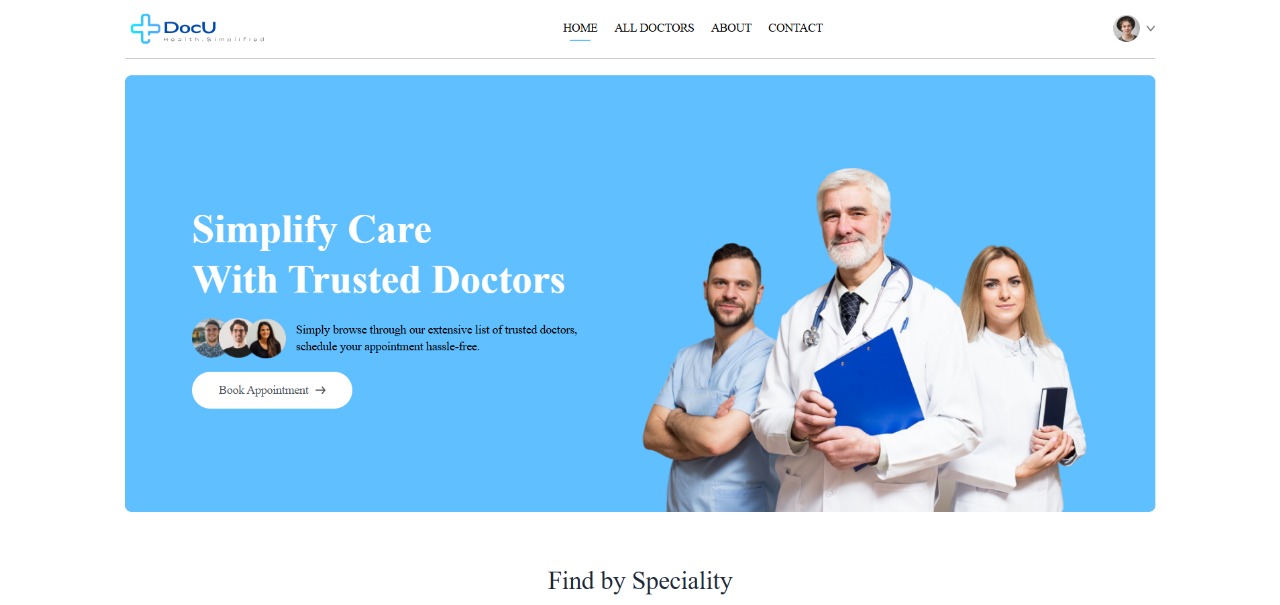 DocU
Health.Simplified
HOME
ALL DOCTORS
ABOUT
CONTACT
Simplify Care
With Trusted Doctors
Simply browse through our extensive list of trusted doctors,
schedule your appointment hassle-free.
Book Appointment →
Find by Speciality